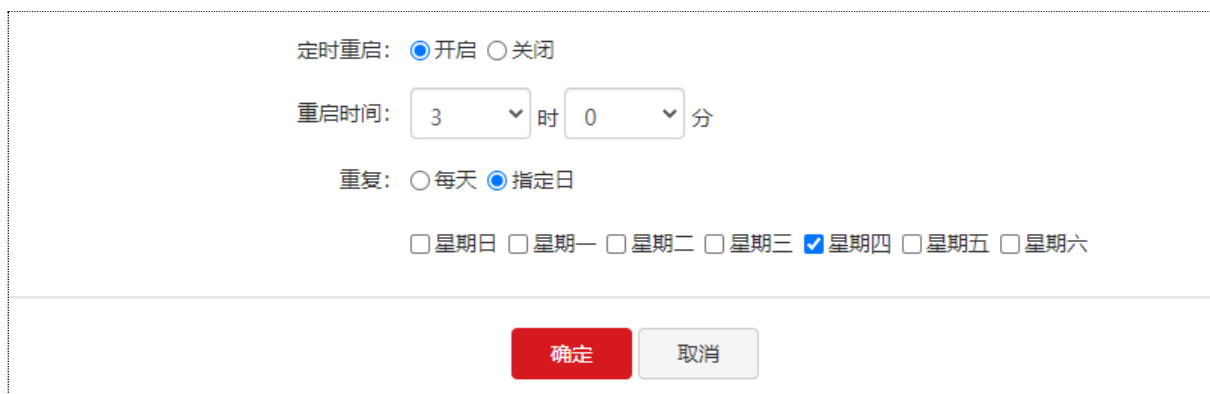 定时重启： 开启 关闭
重启时间： 3 时 0 分
重复： 每天 指定日
星期日 星期一 星期二 星期三 星期四 星期五 星期六
确定 取消